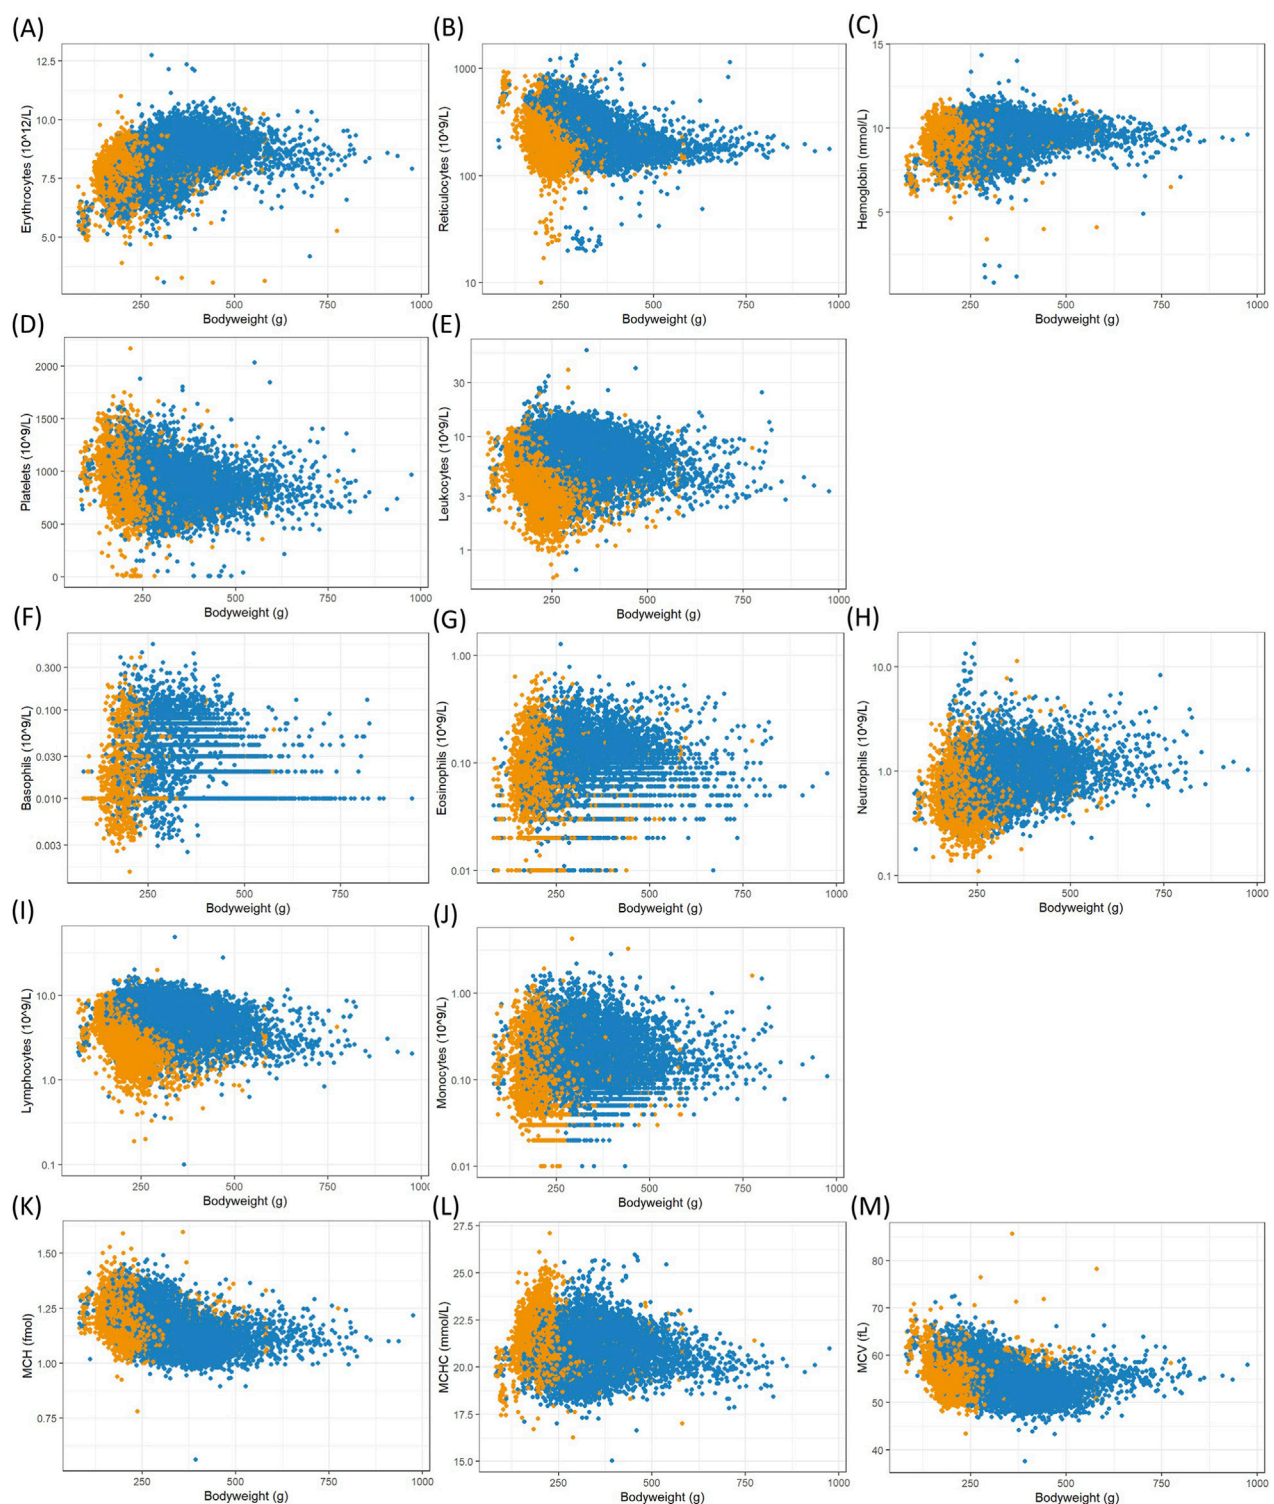 (A)
12.5
10.0
7.5
5.0
Erythrocytes (10^12/L)
250
500
750
1000
Bodyweight (g)
(B)
1000
100
10
Reticulocytes (10^9/L)
250
500
750
1000
Bodyweight (g)
(C)
15
10
5
Hemoglobin (mmol/L)
250
500
750
1000
Bodyweight (g)
(D)
2000
1500
1000
500
0
Platelets (10^9/L)
250
500
750
1000
Bodyweight (g)
(E)
30
10
3
1
Leukocytes (10^9/L)
250
500
750
1000
Bodyweight (g)
(F)
0.300
0.100
0.030
0.010
0.003
Basophils (10^9/L)
250
500
750
Bodyweight (g)
(G)
1.00
0.10
0.01
Eosinophils (10^9/L)
250
500
750
1000
Bodyweight (g)
(H)
10.0
1.0
0.1
Neutrophils (10^9/L)
250
500
750
1000
Bodyweight (g)
(I)
10.0
1.0
0.1
Lymphocytes (10^9/L)
250
500
750
1000
Bodyweight (g)
(J)
1.00
0.10
0.01
Monocytes (10^9/L)
250
500
750
1000
Bodyweight (g)
(K)
1.50
1.25
1.00
0.75
MCH (fmol)
250
500
750
1000
Bodyweight (g)
(L)
27.5
25.0
22.5
20.0
17.5
15.0
MCHC (mmol/L)
250
500
750
1000
Bodyweight (g)
(M)
80
70
60
50
40
MCV (fL)
250
500
750
1000
Bodyweight (g)